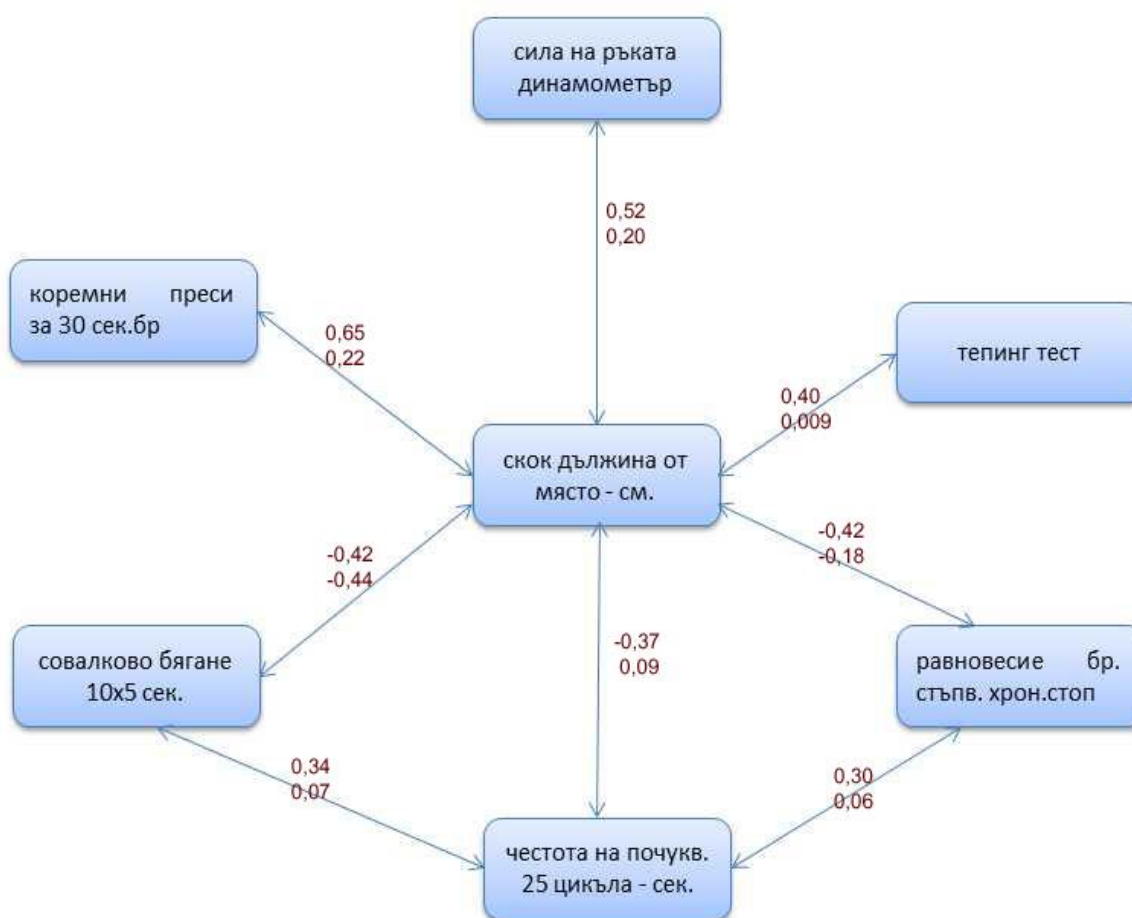 сила на ръката
динамометър
0,52
0,20
коремни преси
за 30 сек.бр
0,65
0,22
тепинг тест
0,40
0,009
скок дължина от
място - см.
-0,42
-0,44
-0,42
-0,18
-0,37
0,09
совалково бягане
10х5 сек.
равновесие бр.
стъпв. хрон.стоп
0,34
0,07
0,30
0,06
честота на почукв.
25 цикъла - сек.